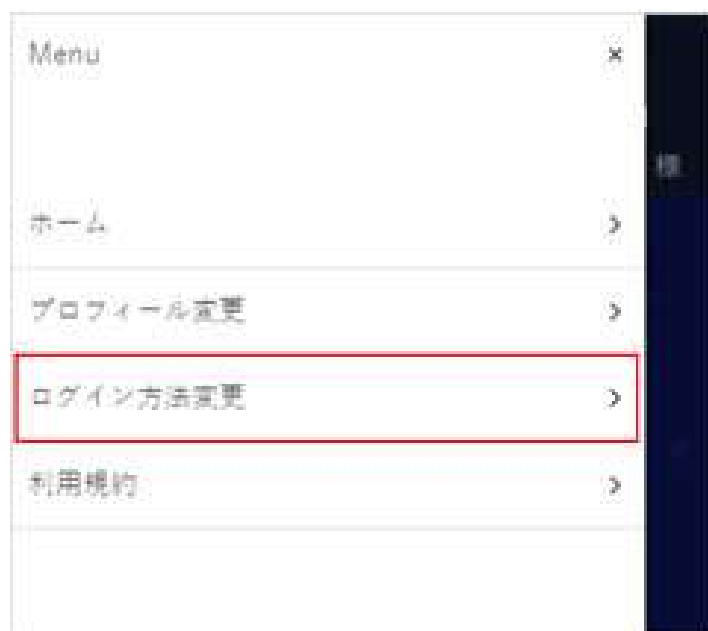 Menu ×
様
ホーム
プロフィール変更
ログイン方法変更
利用規約